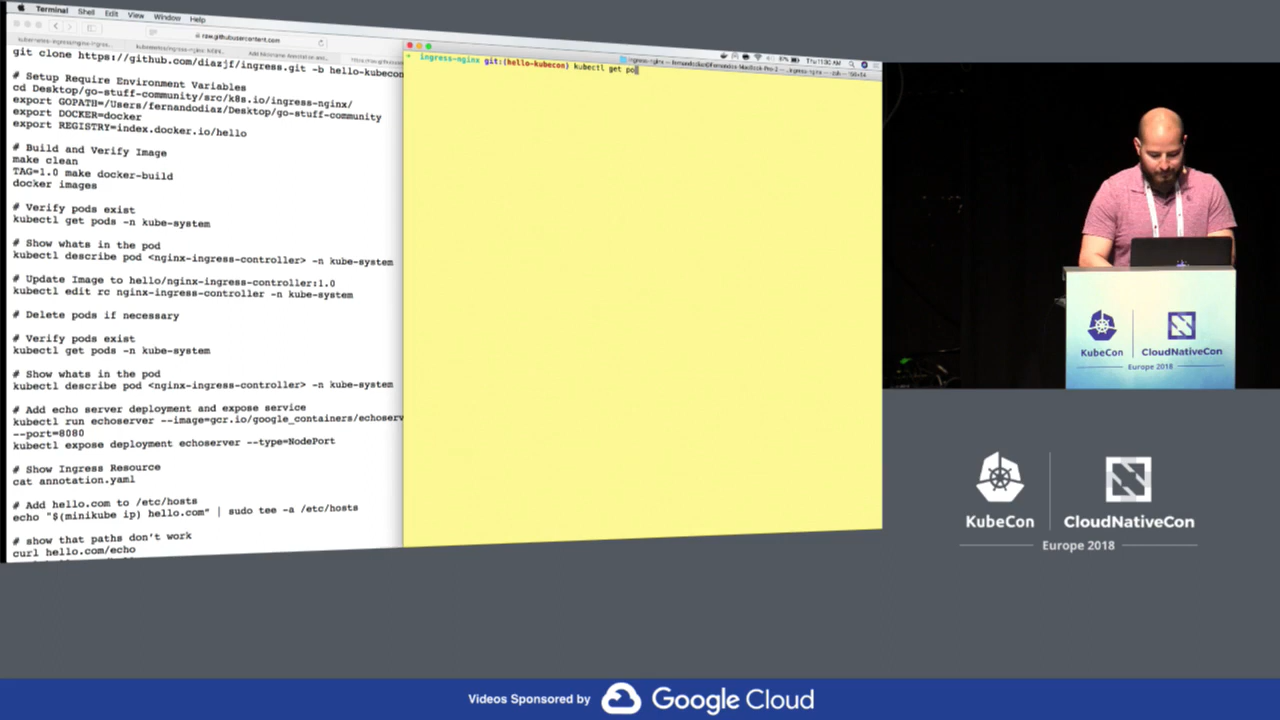 Terminal Shell Edit View Window Help
raw.githubusercontent.com
git clone https://github.com/diazjf/ingress.git -b hello-kubecon
# Setup Require Environment Variables
cd Desktop/go-stuff-community/src/k8s.io/ingress-nginx/
export GOPATH=/Users/fernandodiaz/Desktop/go-stuff-community
export DOCKER=docker
export REGISTRY=index.docker.io/hello
# Build and Verify Image
make clean
TAG=1.0 make docker-build
docker images
# Verify pods exist
kubectl get pods -n kube-system
# Show whats in the pod
kubectl describe pod <nginx-ingress-controller> -n kube-system
# Update Image to hello/nginx-ingress-controller:1.0
kubectl edit rc nginx-ingress-controller -n kube-system
# Delete pods if necessary
# Verify pods exist
kubectl get pods -n kube-system
# Show whats in the pod
kubectl describe pod <nginx-ingress-controller> -n kube-system
# Add echo server deployment and expose service
kubectl run echoserver --image=gcr.io/google_containers/echoserv
--port=8080
kubectl expose deployment echoserver --type=NodePort
# Show Ingress Resource
cat annotation.yaml
# Add hello.com to /etc/hosts
echo "$(minikube ip) hello.com" | sudo tee -a /etc/hosts
# show that paths don't work
curl hello.com/echo
Thu 11:30 AM
ingress-nginx git:(hello-kubecon) kubectl get po
KubeCon CloudNativeCon
Europe 2018
KubeCon CloudNativeCon
Europe 2018
Videos Sponsored by Google Cloud